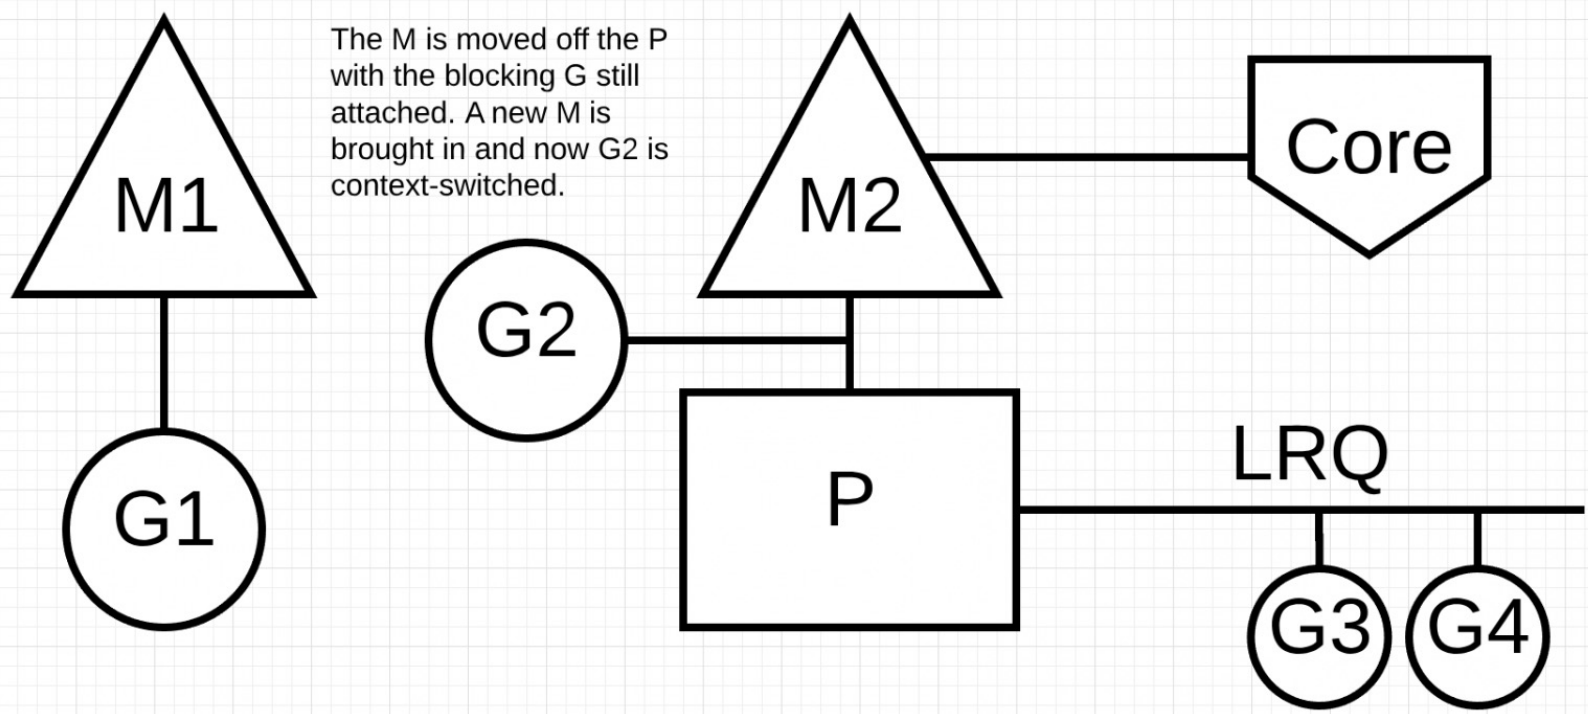 The M is moved off the P
with the blocking G still
attached. A new M is
brought in and now G2 is
context-switched.
M1
M2
Core
G2
G1
P
LRQ
G3
G4